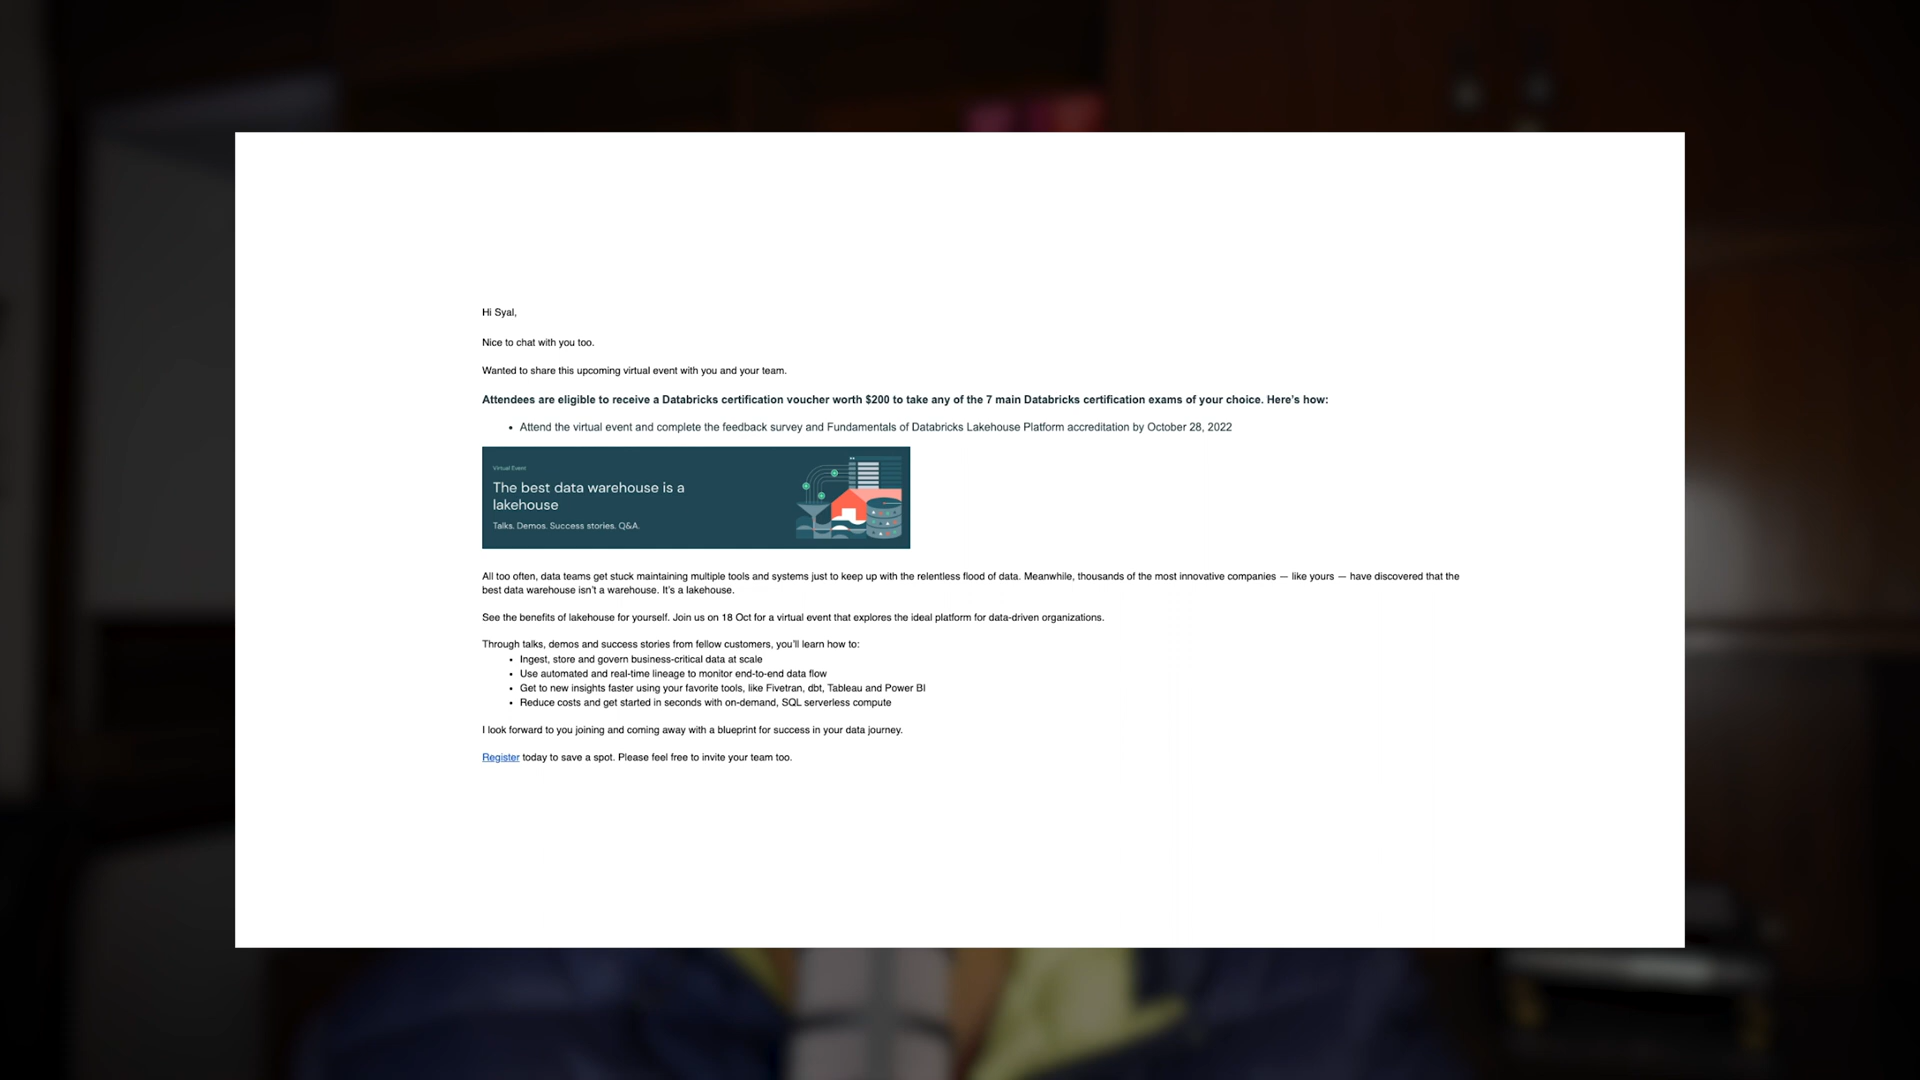 Hi Syal,
Nice to chat with you too.
Wanted to share this upcoming virtual event with you and your team.
Attendees are eligible to receive a Databricks certification voucher worth $200 to take any of the 7 main Databricks certification exams of your choice. Here's how:
• Attend the virtual event and complete the feedback survey and Fundamentals of Databricks Lakehouse Platform accreditation by October 28, 2022
Virtual Event
The best data warehouse is a
lakehouse
Talks. Demos. Success stories. Q&A.
All too often, data teams get stuck maintaining multiple tools and systems just to keep up with the relentless flood of data. Meanwhile, thousands of the most innovative companies — like yours — have discovered that the
best data warehouse isn't a warehouse. It's a lakehouse.
See the benefits of lakehouse for yourself. Join us on 18 Oct for a virtual event that explores the ideal platform for data-driven organizations.
Through talks, demos and success stories from fellow customers, you'll learn how to:
• Ingest, store and govern business-critical data at scale
• Use automated and real-time lineage to monitor end-to-end data flow
• Get to new insights faster using your favorite tools, like Fivetran, dbt, Tableau and Power BI
• Reduce costs and get started in seconds with on-demand, SQL serverless compute
I look forward to you joining and coming away with a blueprint for success in your data journey.
Register today to save a spot. Please feel free to invite your team too.